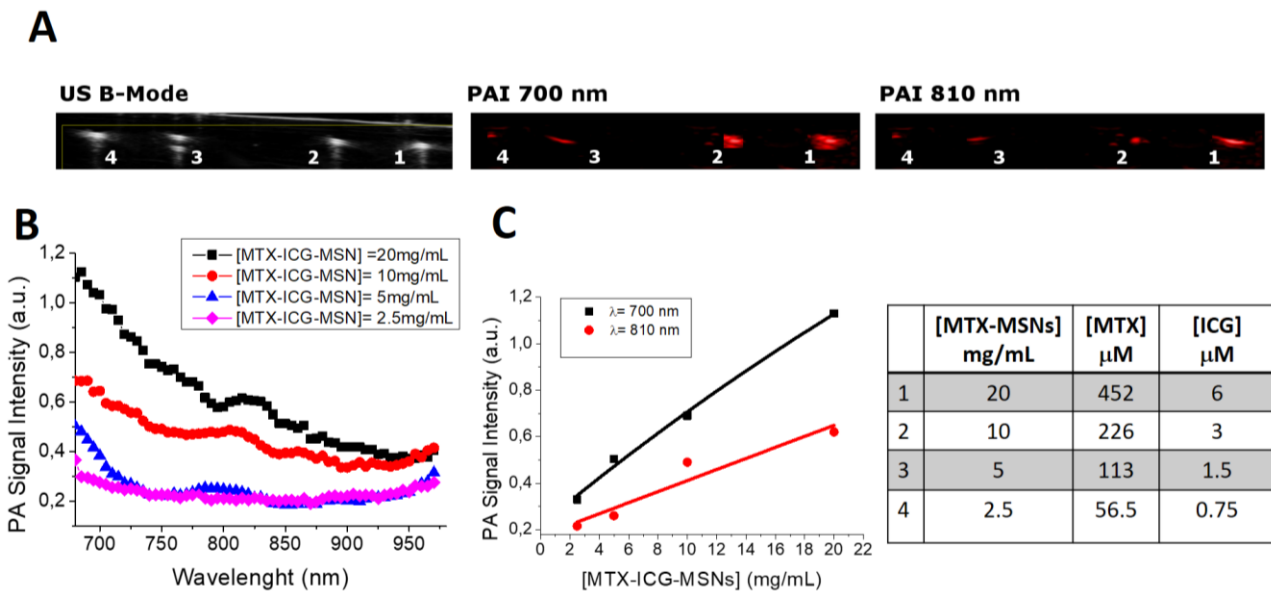 A
US B-Mode
PAI 700 nm
PAI 810 nm
4 3 2 1
4 3 2 1
4 3 2 1
B
1,2
1,0
0,8
0,6
0,4
0,2
PA Signal Intensity (a.u.)
[MTX-ICG-MSN] =20mg/mL
[MTX-ICG-MSN]= 10mg/mL
[MTX-ICG-MSN]= 5mg/mL
[MTX-ICG-MSN]= 2.5mg/mL
700 750 800 850 900 950
Wavelenght (nm)
C
1,2
1,0
0,8
0,6
0,4
0,2
PA Signal Intensity (a.u.)
λ= 700 nm
λ= 810 nm
0 2 4 6 8 10 12 14 16 18 20 22
[MTX-ICG-MSNs] (mg/mL)
[MTX-MSNs] [MTX] [ICG]
mg/mL μM μM
1 20 452 6
2 10 226 3
3 5 113 1.5
4 2.5 56.5 0.75